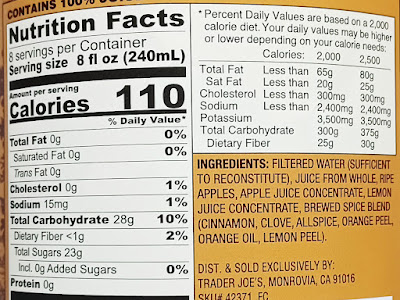 CONTAINS 100%
Nutrition Facts
8 servings per Container
Serving size 8 fl oz (240mL)
Amount per serving
Calories 110
% Daily Value*
Total Fat 0g 0%
Saturated Fat 0g 0%
Trans Fat 0g
Cholesterol 0g 0%
Sodium 15mg 1%
Total Carbohydrate 28g 10%
Dietary Fiber <1g 2%
Total Sugars 23g
Incl. 0g Added Sugars 0%
Protein 0g
*Percent Daily Values are based on a 2,000
calorie diet. Your daily values may be higher
or lower depending on your calorie needs:
Calories: 2,000 2,500
Total Fat Less than 65g 80g
Sat Fat Less than 20g 25g
Cholesterol Less than 300mg 300mg
Sodium Less than 2,400mg 2,400mg
Potassium 3,500mg 3,500mg
Total Carbohydrate 300g 375g
Dietary Fiber 25g 30g
INGREDIENTS: FILTERED WATER (SUFFICIENT
TO RECONSTITUTE), JUICE FROM WHOLE, RIPE
APPLES, APPLE JUICE CONCENTRATE, LEMON
JUICE CONCENTRATE, BREWED SPICE BLEND
(CINNAMON, CLOVE, ALLSPICE, ORANGE PEEL,
ORANGE OIL, LEMON PEEL).
DIST. & SOLD EXCLUSIVELY BY:
TRADER JOE'S, MONROVIA, CA 91016
SKU# 42371